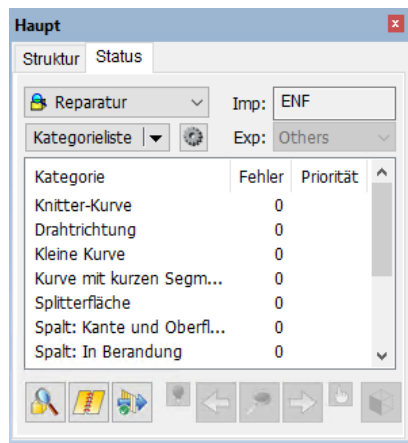 Haupt
Struktur Status
Reparatur Imp: ENF
Kategorieliste Exp: Others
Kategorie Fehler Priorität
Knitter-Kurve 0
Drahtrichtung 0
Kleine Kurve 0
Kurve mit kurzen Segm... 0
Splitterfläche 0
Spalt: Kante und Oberfl... 0
Spalt: In Berandung 0